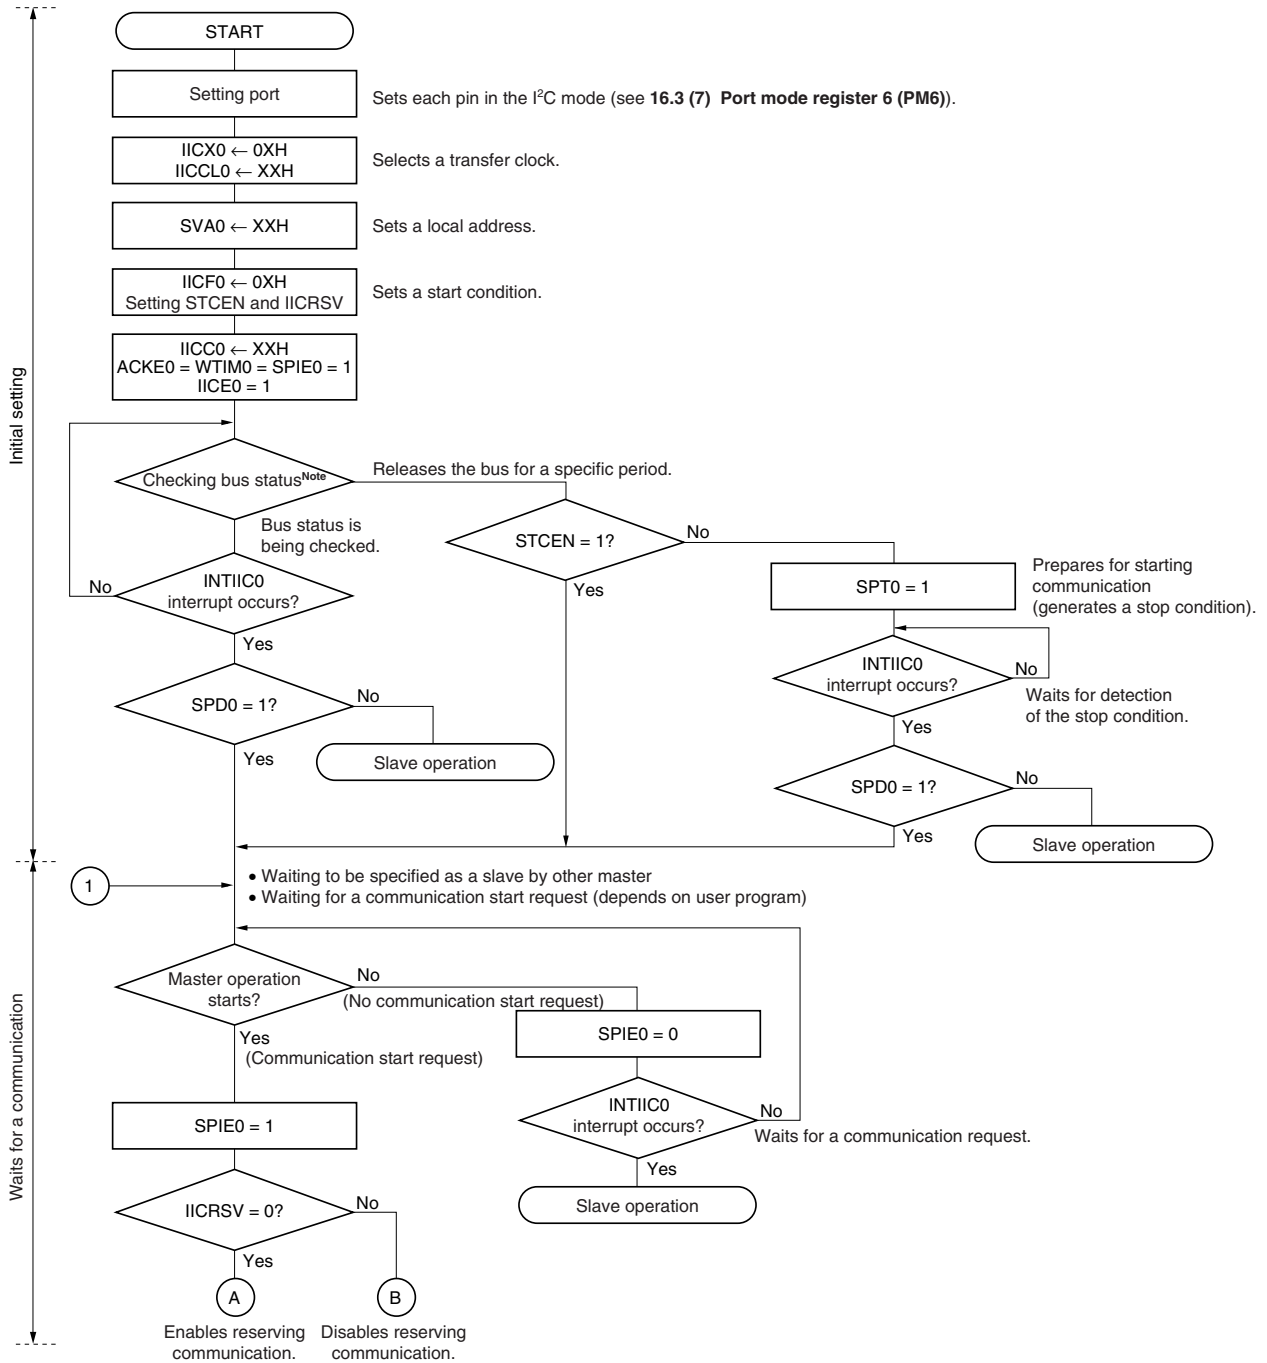 START
Setting port
Sets each pin in the I²C mode (see 16.3 (7) Port mode register 6 (PM6)).
IICX0 ← 0XH
IICCL0 ← XXH
Selects a transfer clock.
SVA0 ← XXH
Sets a local address.
IICF0 ← 0XH
Setting STCEN and IICRSV
Sets a start condition.
IICC0 ← XXH
ACKE0 = WTIM0 = SPIE0 = 1
IICE0 = 1
Initial setting
Checking bus statusNote
Releases the bus for a specific period.
Bus status is
being checked.
STCEN = 1?
No
Yes
SPT0 = 1
Prepares for starting
communication
(generates a stop condition).
INTIIC0
interrupt occurs?
No
Yes
INTIIC0
interrupt occurs?
No
Waits for detection
of the stop condition.
Yes
SPD0 = 1?
No
Yes
Slave operation
SPD0 = 1?
No
Yes
Slave operation
1
• Waiting to be specified as a slave by other master
• Waiting for a communication start request (depends on user program)
Waits for a communication
Master operation
starts?
No
(No communication start request)
Yes
(Communication start request)
SPIE0 = 0
INTIIC0
interrupt occurs?
No
Waits for a communication request.
Yes
Slave operation
SPIE0 = 1
IICRSV = 0?
No
Yes
A
B
Enables reserving
communication.
Disables reserving
communication.